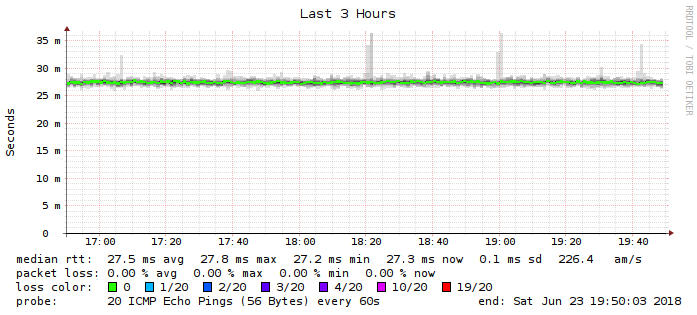 Last 3 Hours
RRDTOOL / TOBI OETIKER
Seconds
35 m
30 m
25 m
20 m
15 m
10 m
5 m
0
17:00 17:20 17:40 18:00 18:20 18:40 19:00 19:20 19:40
median rtt: 27.5 ms avg 27.8 ms max 27.2 ms min 27.3 ms now 0.1 ms sd 226.4 am/s
packet loss: 0.00 % avg 0.00 % max 0.00 % min 0.00 % now
loss color: 0 1/20 2/20 3/20 4/20 10/20 19/20
probe: 20 ICMP Echo Pings (56 Bytes) every 60s end: Sat Jun 23 19:50:03 2018